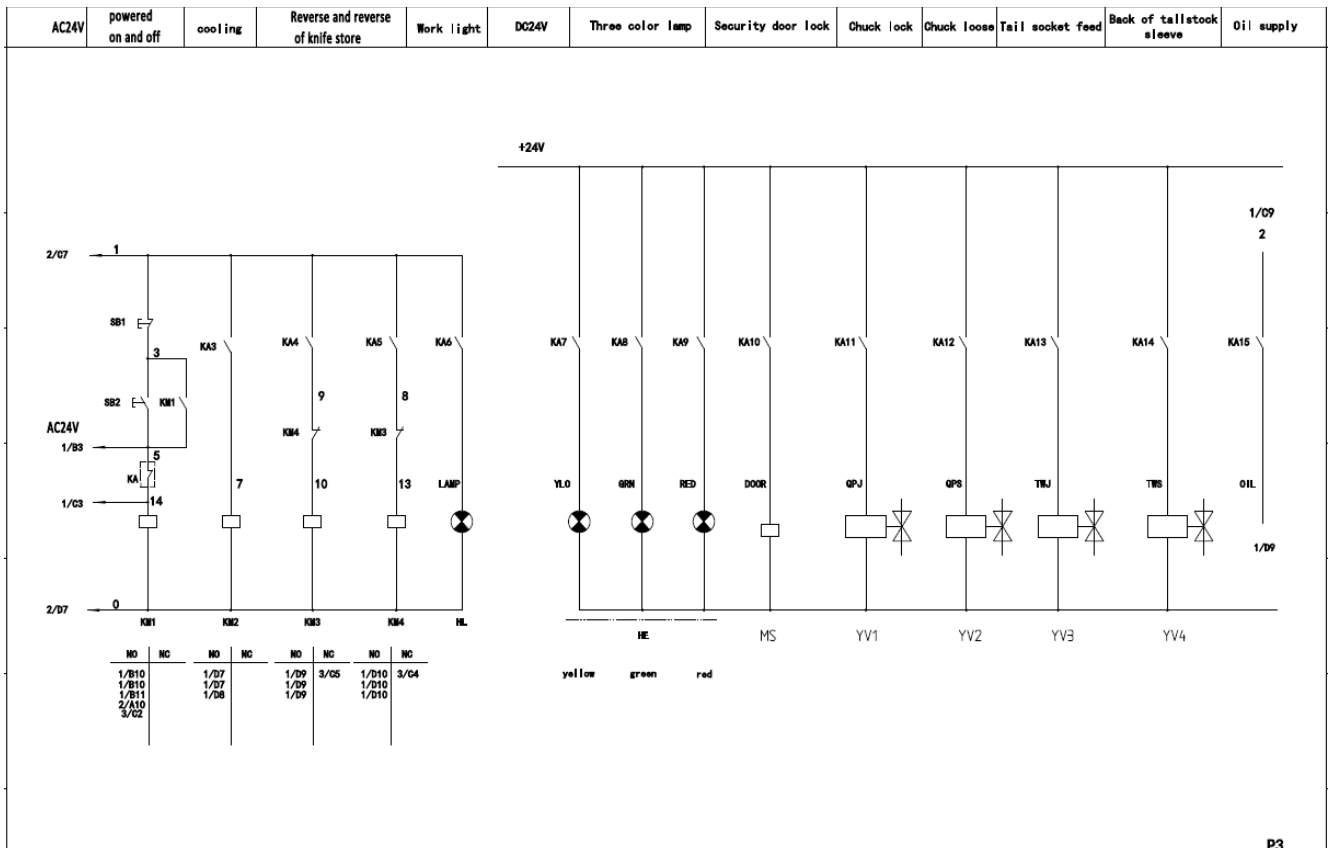 AC24V
powered
on and off
cooling
Reverse and reverse
of knife store
Work light
DC24V
Three color lamp
Security door lock
Chuck lock
Chuck loose
Tail socket feed
Back of tallstock
sleeve
Oil supply
+24V
1/C9
2
2/C7
1
SB1
3
KA3
KA4
KA5
KA6
KA7
KA8
KA9
KA10
KA11
KA12
KA13
KA14
KA15
SB2
KM1
9
8
AC24V
1/B3
KM4
KM3
5
KA
7
10
13
LAMP
YLO
GRN
RED
DOOR
QPJ
QPS
TWJ
TWS
OIL
1/C3
14
1/D9
2/D7
0
KM1
KM2
KM3
KM4
HL
HE
MS
YV1
YV2
YV3
YV4
NO NC
NO NC
NO NC
NO NC
1/B10
1/B10
1/B11
2/A10
3/C2
1/D7
1/D7
1/D8
1/D9 3/C5
1/D9
1/D9
1/D10 3/C4
1/D10
1/D10
yellow
green
red
P3